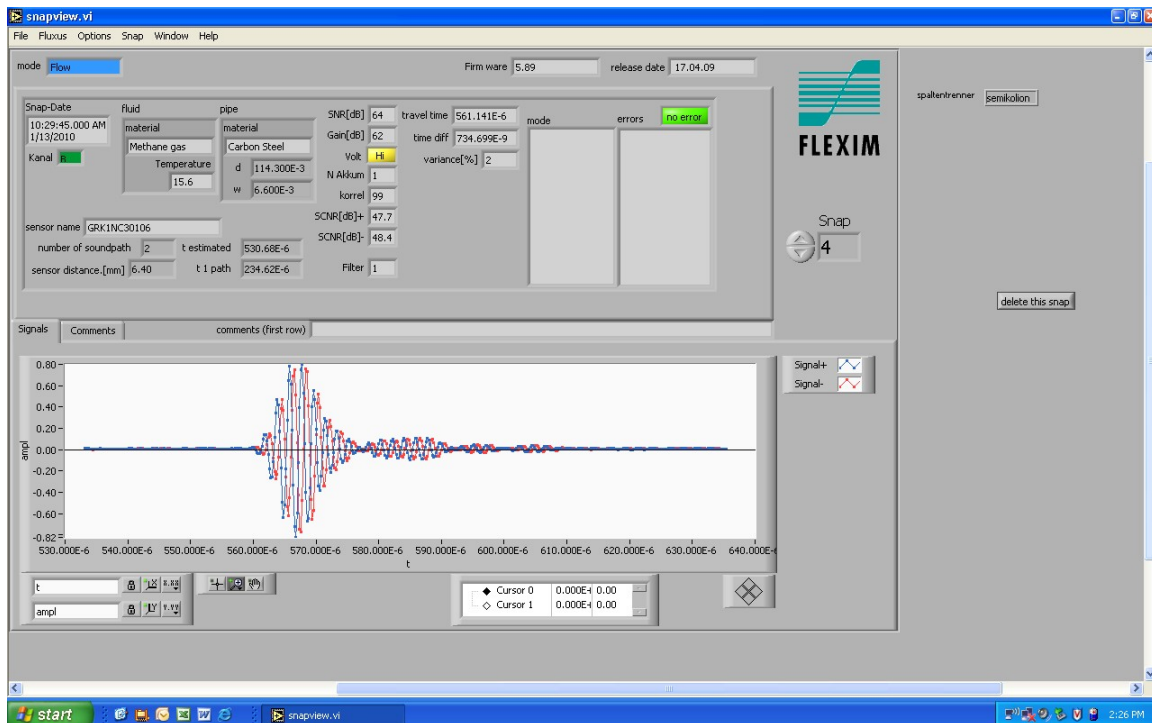 snapview.vi
File Fluxus Options Snap Window Help
mode Flow
Firm ware 5.89
release date 17.04.09
spaltentrenner semikolion
FLEXIM
Snap-Date
10:29:45.000 AM
1/13/2010
Kanal
fluid
material
Methane gas
Temperature
15.6
pipe
material
Carbon Steel
d 114.300E-3
w 6.600E-3
sensor name GRK1NC30106
number of soundpath 2
t estimated 530.68E-6
sensor distance.[mm] 6.40
t 1 path 234.62E-6
SNR[dB] 64
Gain[dB] 62
Volt Hi
N Akkum 1
korrel 99
SCNR[dB]+ 47.7
SCNR[dB]- 48.4
Filter 1
travel time 561.141E-6
time diff 734.699E-9
variance[%] 2
mode
errors no error
Snap
4
delete this snap
Signals Comments
comments (first row)
Signal+
Signal-
0.80
0.60
0.40
0.20
0.00
-0.20
-0.40
-0.60
-0.82
ampl
530.000E-6 540.000E-6 550.000E-6 560.000E-6 570.000E-6 580.000E-6 590.000E-6 600.000E-6 610.000E-6 620.000E-6 630.000E-6 640.000E-
t
t
ampl
Cursor 0 0.000E+ 0.00
Cursor 1 0.000E+ 0.00
start
snapview.vi
2:26 PM